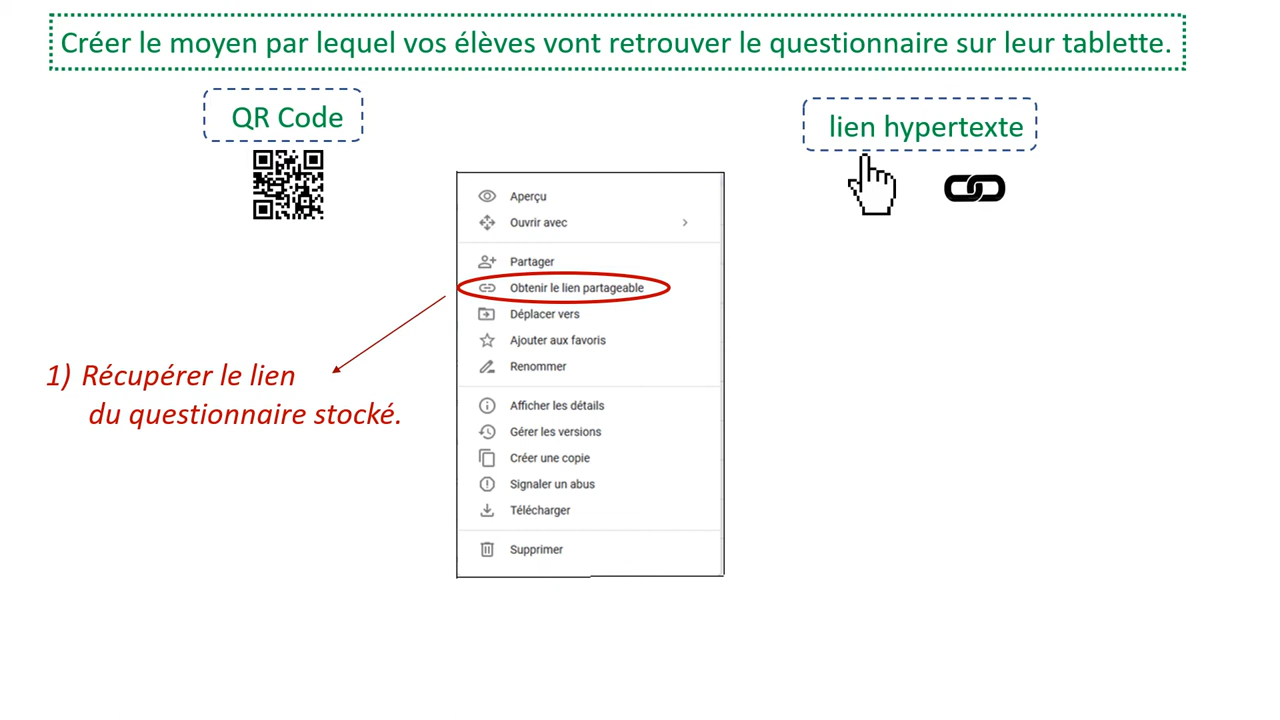 Créer le moyen par lequel vos élèves vont retrouver le questionnaire sur leur tablette.
QR Code
lien hypertexte
Aperçu
Ouvrir avec
Partager
Obtenir le lien partageable
Déplacer vers
Ajouter aux favoris
Renommer
Afficher les détails
Gérer les versions
Créer une copie
Signaler un abus
Télécharger
Supprimer
1) Récupérer le lien
du questionnaire stocké.